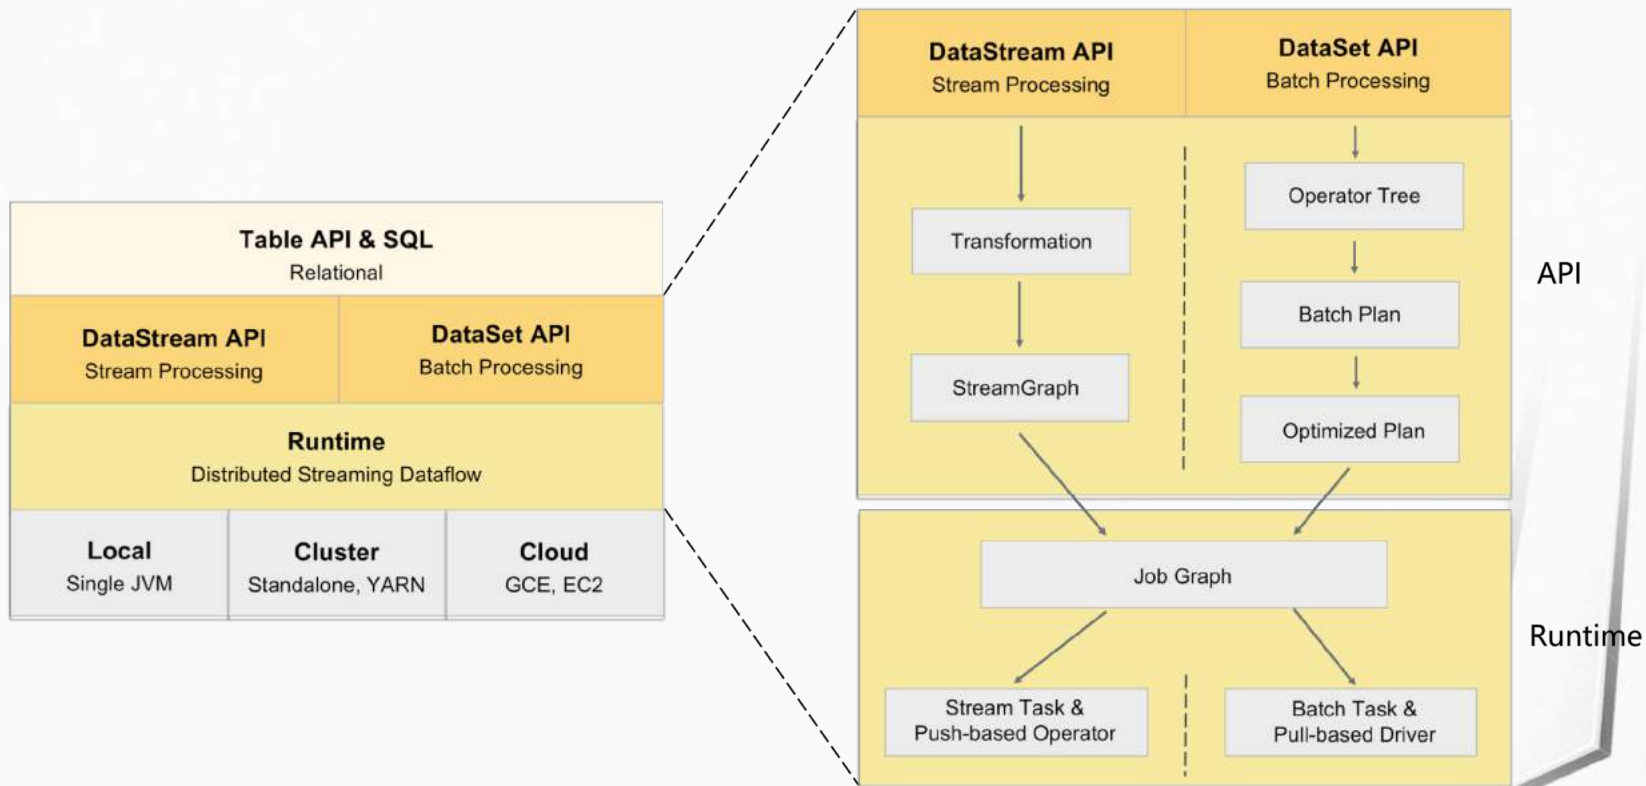 Table API & SQL
Relational
DataStream API
Stream Processing
DataSet API
Batch Processing
Runtime
Distributed Streaming Dataflow
Local
Single JVM
Cluster
Standalone, YARN
Cloud
GCE, EC2
DataStream API
Stream Processing
DataSet API
Batch Processing
Transformation
StreamGraph
Operator Tree
Batch Plan
Optimized Plan
API
Job Graph
Stream Task &
Push-based Operator
Batch Task &
Pull-based Driver
Runtime